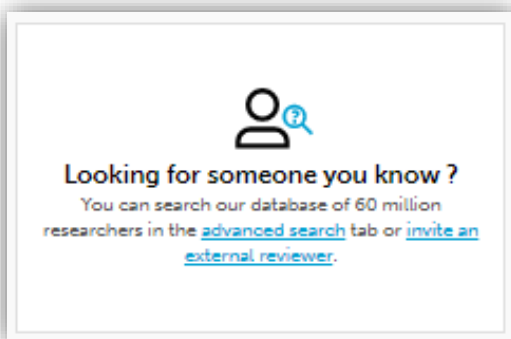 Looking for someone you know ?
You can search our database of 60 million
researchers in the advanced search tab or invite an
external reviewer.